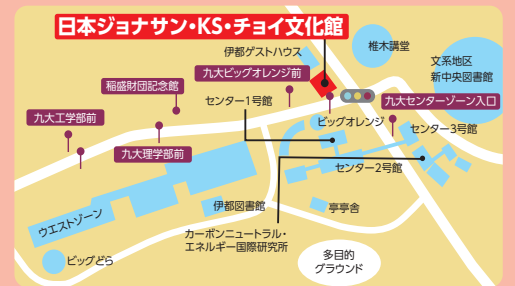 日本ジョナサン・KS・チョイ文化館
伊都ゲストハウス
椎木講堂
文系地区
新中央図書館
九大ビッグオレンジ前
稲盛財団記念館
センター1号館
九大センターゾーン入口
九大工学部前
ビッグオレンジ
センター3号館
九大理学部前
センター2号館
伊都図書館
亭亭舎
ウエストゾーン
カーボンニュートラル・
エネルギー国際研究所
ビッグどら
多目的
グラウンド